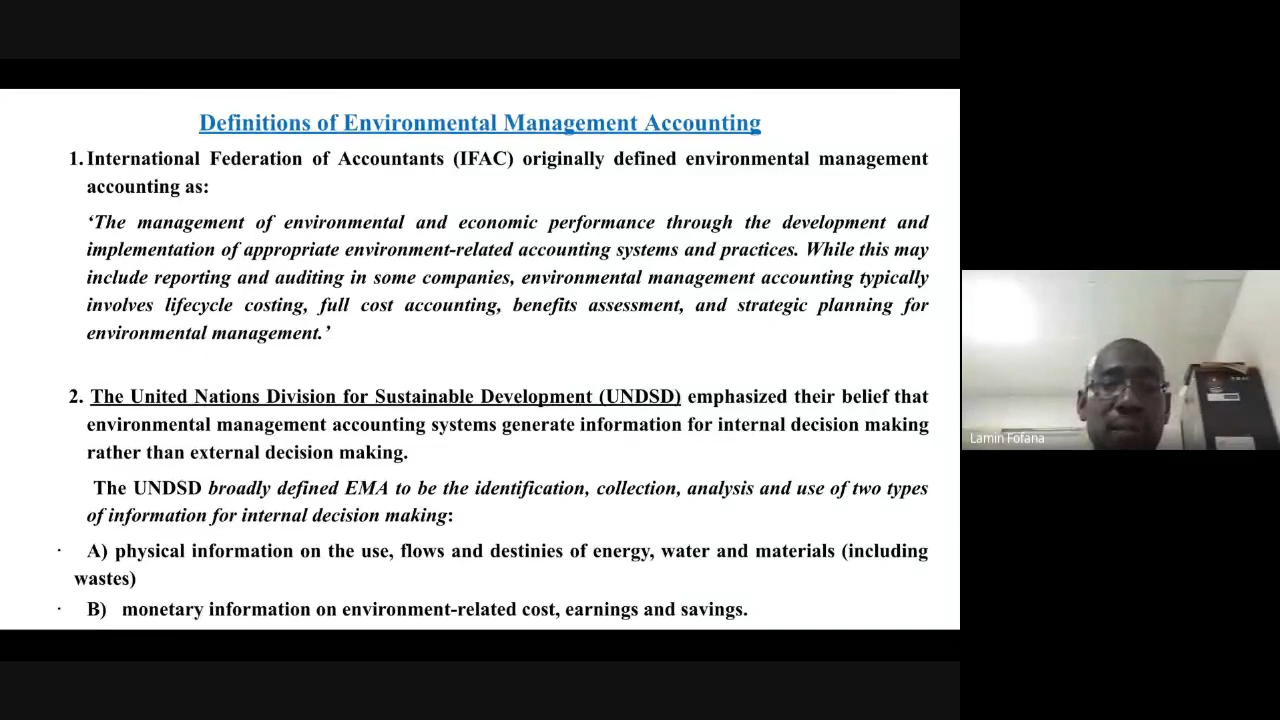 Definitions of Environmental Management Accounting
1. International Federation of Accountants (IFAC) originally defined environmental management
accounting as:
‘The management of environmental and economic performance through the development and
implementation of appropriate environment-related accounting systems and practices. While this may
include reporting and auditing in some companies, environmental management accounting typically
involves lifecycle costing, full cost accounting, benefits assessment, and strategic planning for
environmental management.’
2. The United Nations Division for Sustainable Development (UNDSD) emphasized their belief that
environmental management accounting systems generate information for internal decision making
rather than external decision making.
The UNDSD broadly defined EMA to be the identification, collection, analysis and use of two types
of information for internal decision making:
· A) physical information on the use, flows and destinies of energy, water and materials (including
wastes)
· B) monetary information on environment-related cost, earnings and savings.
Lamin Fofana